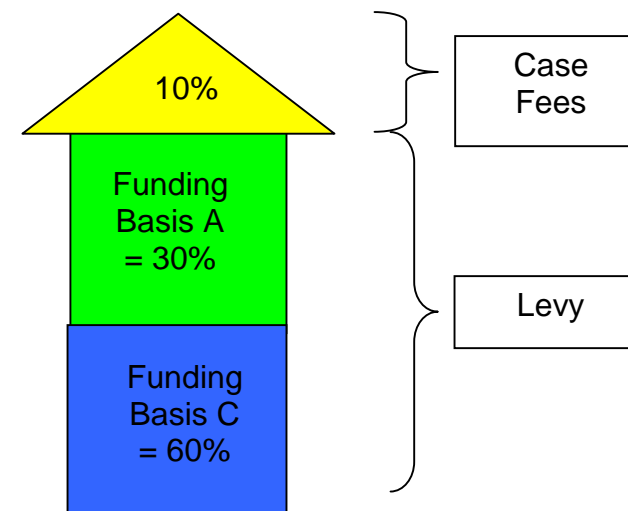 10%
Case
Fees
Funding
Basis A
= 30%
Levy
Funding
Basis C
= 60%